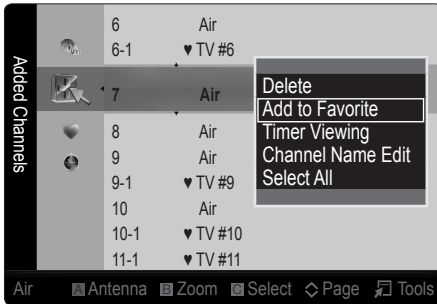 Added Channels
6 Air
6-1 ♥ TV #6
7 Air
8 Air
9 Air
9-1 ♥ TV #9
10 Air
10-1 ♥ TV #10
11-1 ♥ TV #11
Delete
Add to Favorite
Timer Viewing
Channel Name Edit
Select All
Air A Antenna B Zoom C Select Page Tools